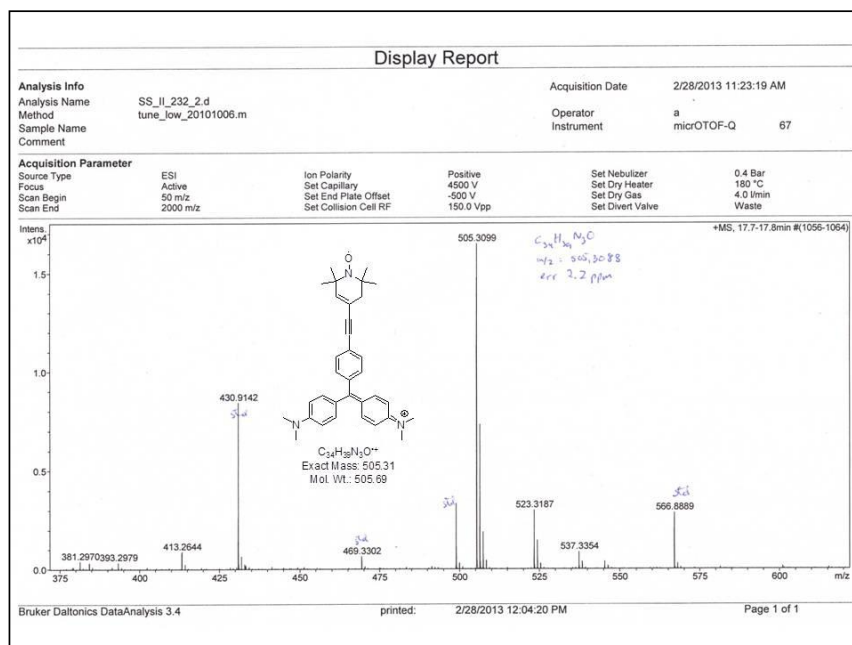 Display Report
Analysis Info
Acquisition Date 2/28/2013 11:23:19 AM
Analysis Name SS_II_232_2.d
Method tune_low_20101006.m
Operator a
Sample Name
Instrument micrOTOF-Q 67
Comment
Acquisition Parameter
Source Type ESI Ion Polarity Positive Set Nebulizer 0.4 Bar
Focus Active Set Capillary 4500 V Set Dry Heater 180 °C
Scan Begin 50 m/z Set End Plate Offset -500 V Set Dry Gas 4.0 l/min
Scan End 2000 m/z Set Collision Cell RF 150.0 Vpp Set Divert Valve Waste
Intens.
x10⁴
+MS, 17.7-17.8min #(1056-1064)
505.3099
C₃₄H₃₉N₃O
m/z = 505,3088
err 2.2 ppm
1.5
O
N
1.0
430.9142
std
N
N
⊕
C₃₄H₃₉N₃O•+
Exact Mass: 505.31
Mol. Wt.: 505.69
0.5
std
std
566.8889
523.3187
std
413.2644
537.3354
381.2970
393.2979
469.3302
0.0
375 400 425 450 475 500 525 550 575 600 m/z
Bruker Daltonics DataAnalysis 3.4 printed: 2/28/2013 12:04:20 PM Page 1 of 1